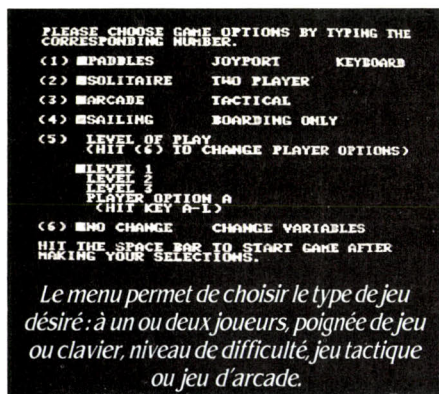 PLEASE CHOOSE GAME OPTIONS BY TYPING THE
CORRESPONDING NUMBER.
(1) PADDLES JOYPORT KEYBOARD
(2) SOLITAIRE TWO PLAYER
(3) ARCADE TACTICAL
(4) SAILING BOARDING ONLY
(5) LEVEL OF PLAY
(HIT (6) TO CHANGE PLAYER OPTIONS)
LEVEL 1
LEVEL 2
LEVEL 3
PLAYER OPTION A
(HIT KEY A-L)
(6) NO CHANGE CHANGE VARIABLES
HIT THE SPACE BAR TO START GAME AFTER
MAKING YOUR SELECTIONS.
Le menu permet de choisir le type de jeu
désiré : à un ou deux joueurs, poignée de jeu
ou clavier, niveau de difficulté, jeu tactique
ou jeu d'arcade.